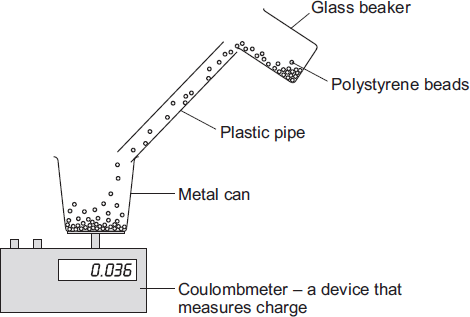 Glass beaker
Polystyrene beads
Plastic pipe
Metal can
0.036
Coulombmeter – a device that
measures charge